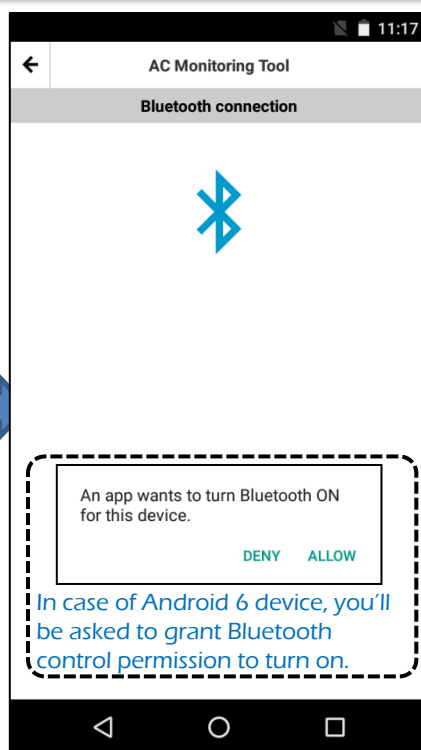 11:17
AC Monitoring Tool
Bluetooth connection
An app wants to turn Bluetooth ON
for this device.
DENY ALLOW
In case of Android 6 device, you’ll
be asked to grant Bluetooth
control permission to turn on.